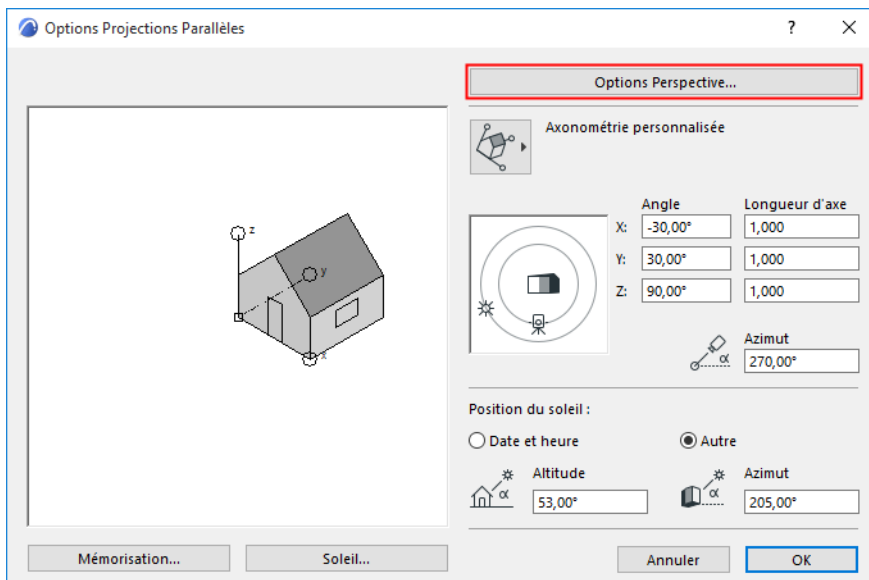 Options Projections Parallèles
?
Options Perspective...
Axonométrie personnalisée
Angle Longueur d'axe
X: -30,00° 1,000
Y: 30,00° 1,000
Z: 90,00° 1,000
Azimut
α 270,00°
z
y
x
Position du soleil :
Date et heure Autre
Altitude Azimut
α 53,00° α 205,00°
Mémorisation... Soleil... Annuler OK